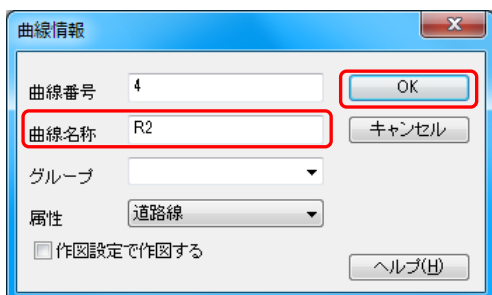 曲線情報
曲線番号 4 OK
曲線名称 R2 キャンセル
グループ
属性 道路線
作図設定で作図する
ヘルプ(H)